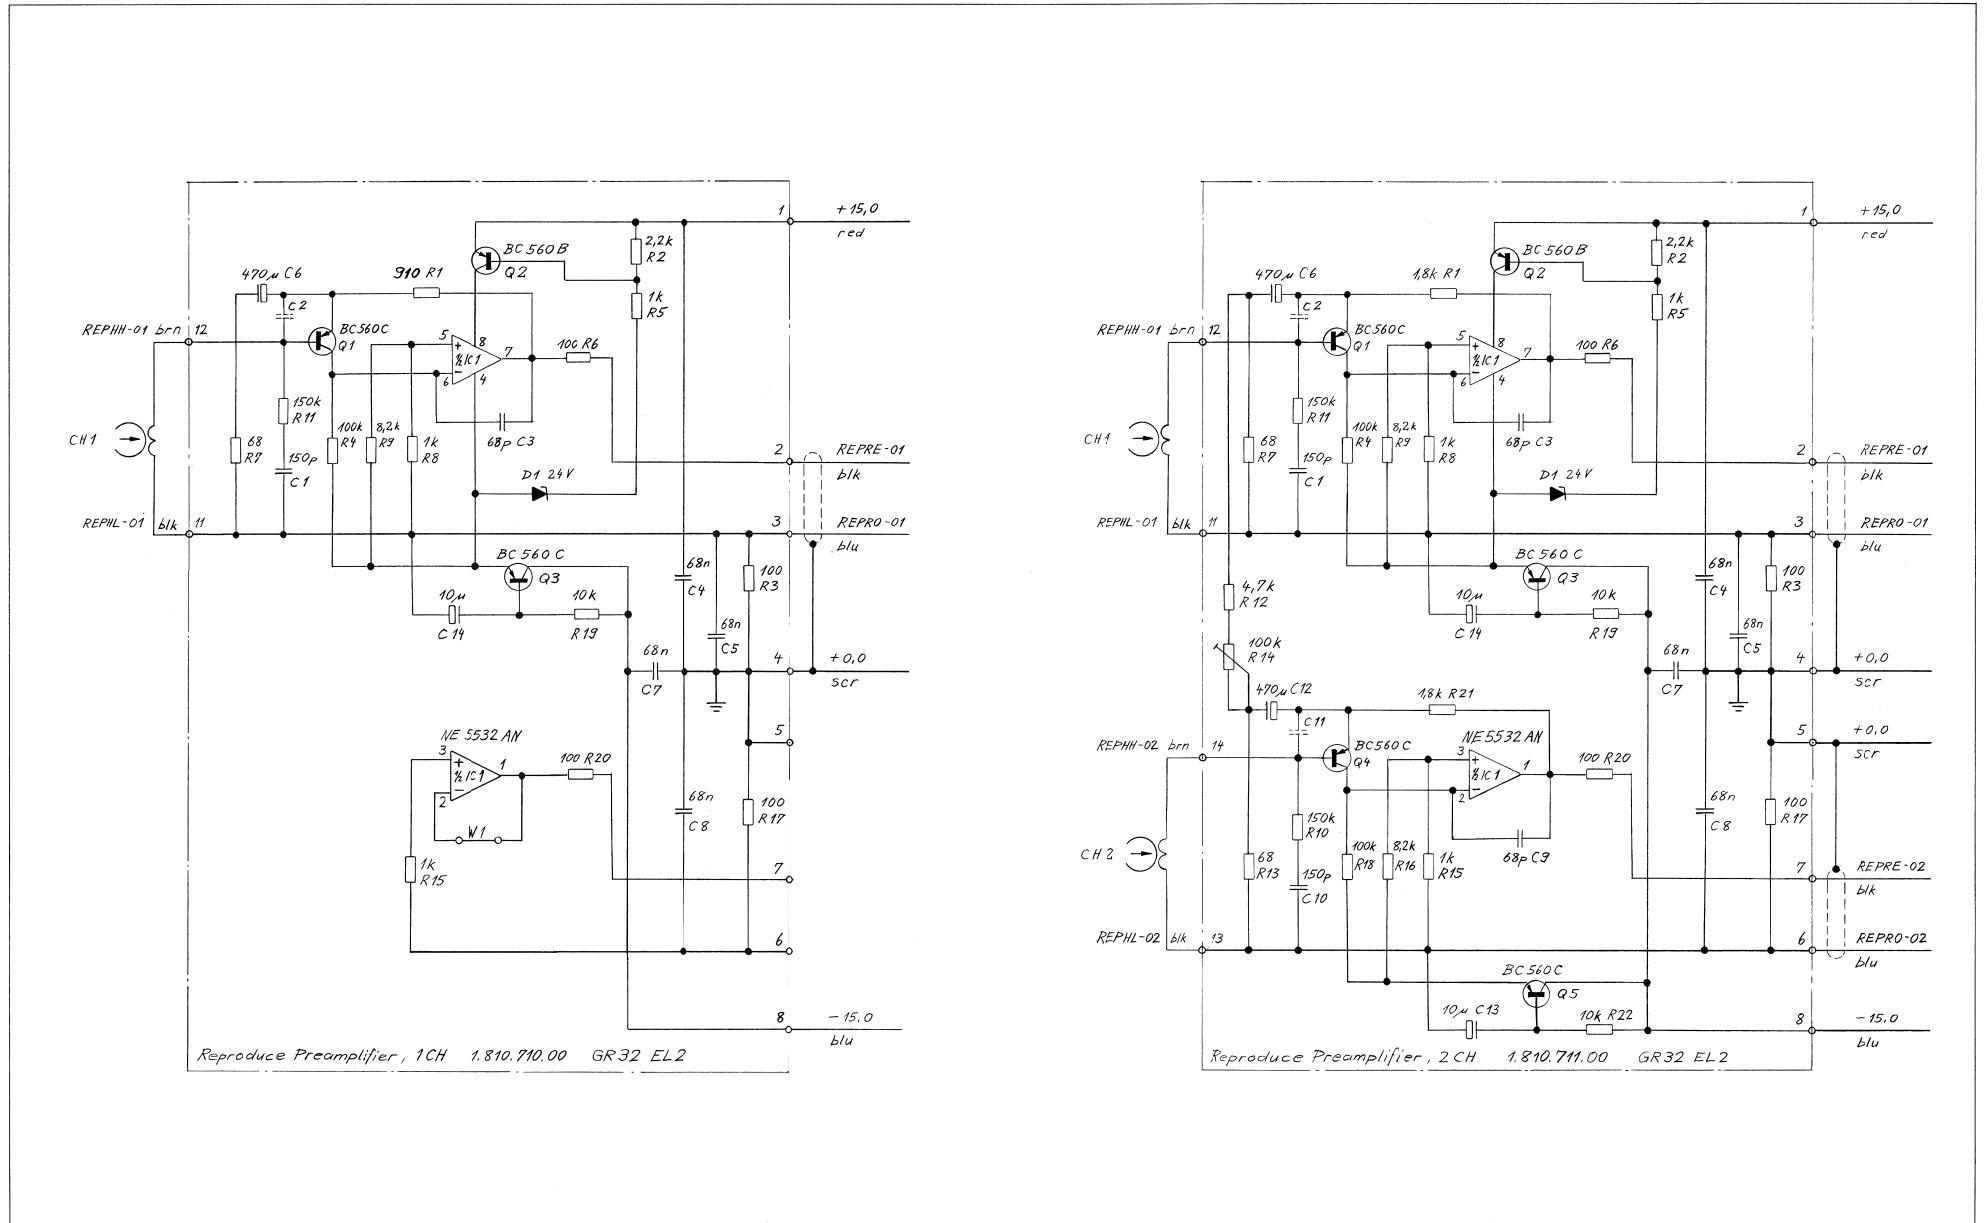 1 +15,0
red
BC 560 B
Q2
2,2k
R2
1k
R5
470µ C6
910 R1
C2
REPHH-01 brn 12
BC560C
Q1
5
+
8
½IC1
7
6
-
4
100 R6
150k
R11
100k
R4
8,2k
R9
1k
R8
68p C3
CH1
68
R7
150p
C1
2 REPRE-01
blk
D1 24V
REPHL-01 blk 11
3 REPRO-01
blu
BC 560 C
Q3
68n
C4
100
R3
10µ
C14
10k
R19
68n
C5
68n
C7
4 +0,0
scr
5
NE 5532 AN
3
+
½IC1
1
2
-
W1
100 R20
68n
C8
100
R17
1k
R15
7
6
8 -15,0
blu
Reproduce Preamplifier, 1CH 1.810.710.00 GR32 EL2
1 +15,0
red
BC 560 B
Q2
2,2k
R2
1k
R5
470µ C6
1,8k R1
C2
REPHH-01 brn 12
BC560C
Q1
5
+
8
½IC1
7
6
-
4
100 R6
150k
R11
100k
R4
8,2k
R9
1k
R8
68p C3
CH1
68
R7
150p
C1
2 REPRE-01
blk
D1 24V
REPHL-01 blk 11
3 REPRO-01
blu
BC 560 C
Q3
68n
C4
100
R3
4,7k
R12
10µ
C14
10k
R19
68n
C5
100k
R14
68n
C7
4 +0,0
scr
470µ C12
1,8k R21
C11
5 +0,0
scr
REPHH-02 brn 14
BC560C
Q4
NE5532AN
3
+
½IC1
1
2
-
100 R20
68n
C8
100
R17
150k
R10
100k
R18
8,2k
R16
1k
R15
68p C9
CH2
68
R13
150p
C10
7 REPRE-02
blk
REPHL-02 blk 13
6 REPRO-02
blu
BC560C
Q5
10µ C13
10k R22
8 -15,0
blu
Reproduce Preamplifier, 2CH 1.810.711.00 GR32 EL2